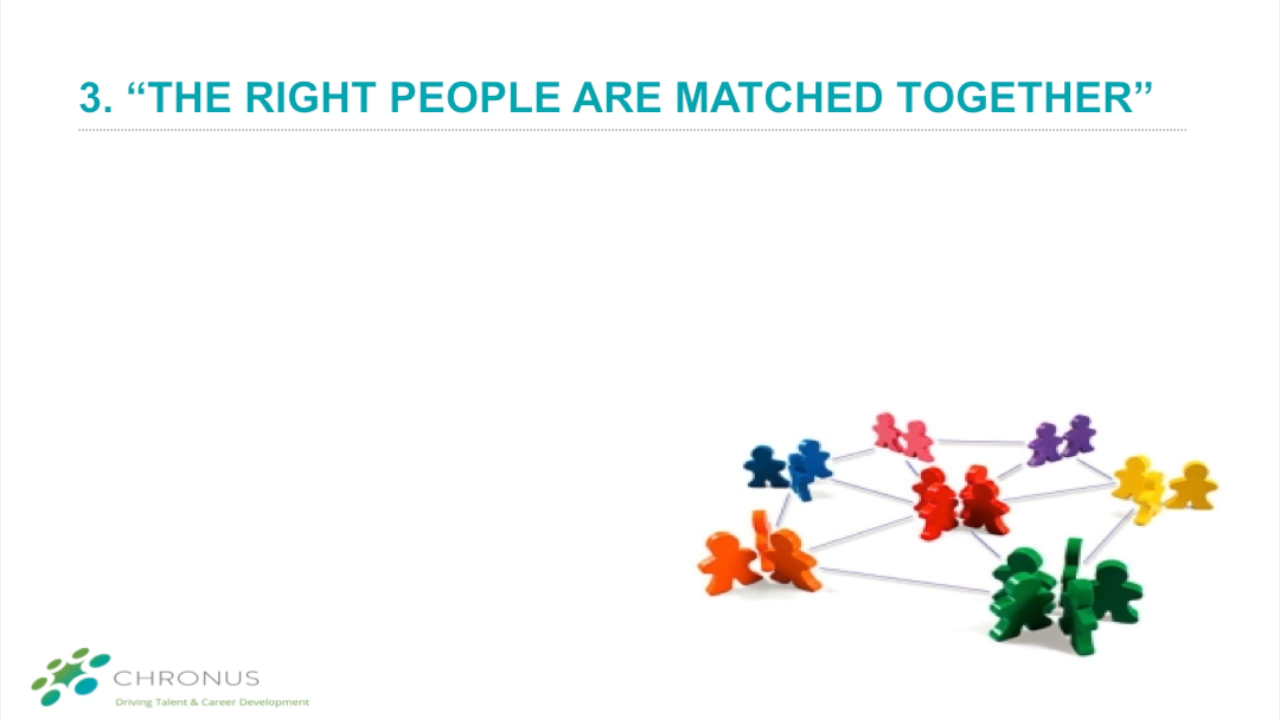 3. “THE RIGHT PEOPLE ARE MATCHED TOGETHER”
CHRONUS
Driving Talent & Career Development